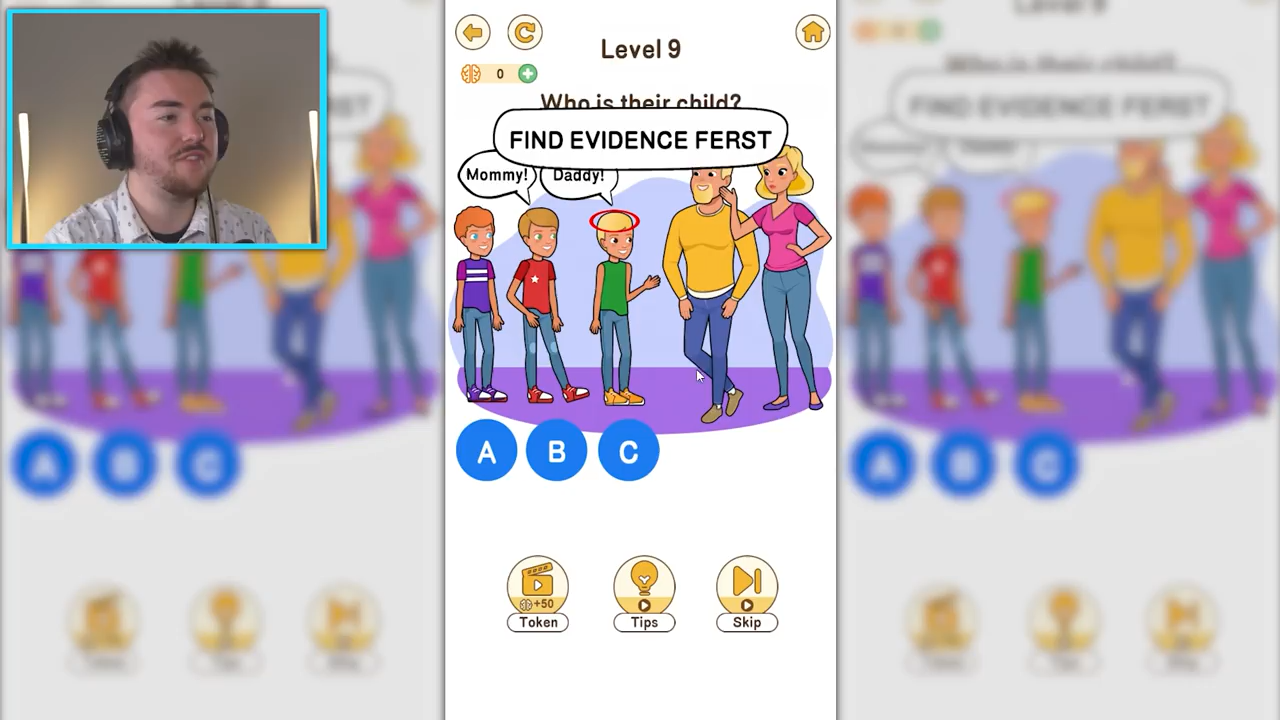 Level 9
0
Who is their child?
FIND EVIDENCE FERST
Mommy!
Daddy!
A
B
C
+50
Token
Tips
Skip